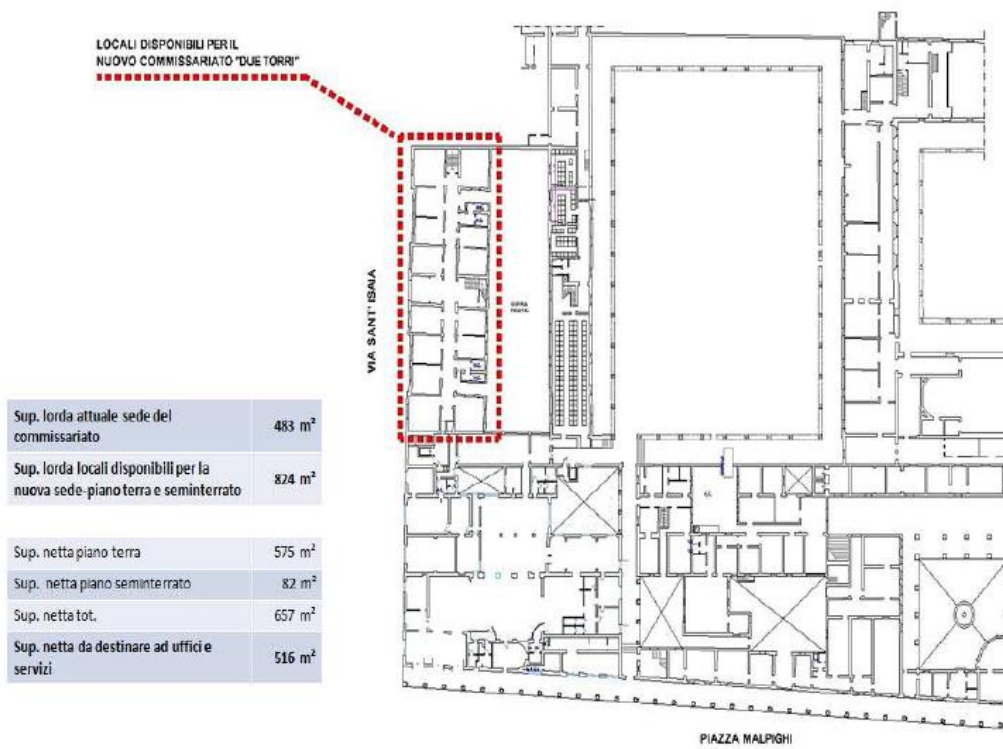 LOCALI DISPONIBILI PER IL
NUOVO COMMISSARIATO "DUE TORRI"
VIA SANT' ISAIA
Sup. lorda attuale sede del
commissariato
483 m²
Sup. lorda locali disponibili per la
nuova sede-piano terra e seminterrato
824 m²
Sup. netta piano terra
575 m²
Sup. netta piano seminterrato
82 m²
Sup. netta tot.
657 m²
Sup. netta da destinare ad uffici e
servizi
516 m²
PIAZZA MALPIGHI